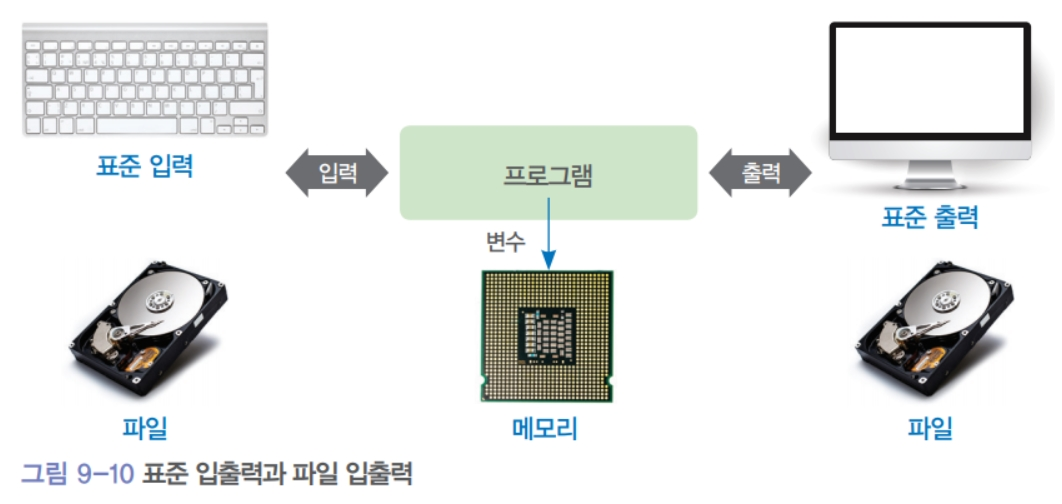 표준 입력
입력
프로그램
출력
표준 출력
변수
파일
메모리
파일
그림 9-10 표준 입출력과 파일 입출력